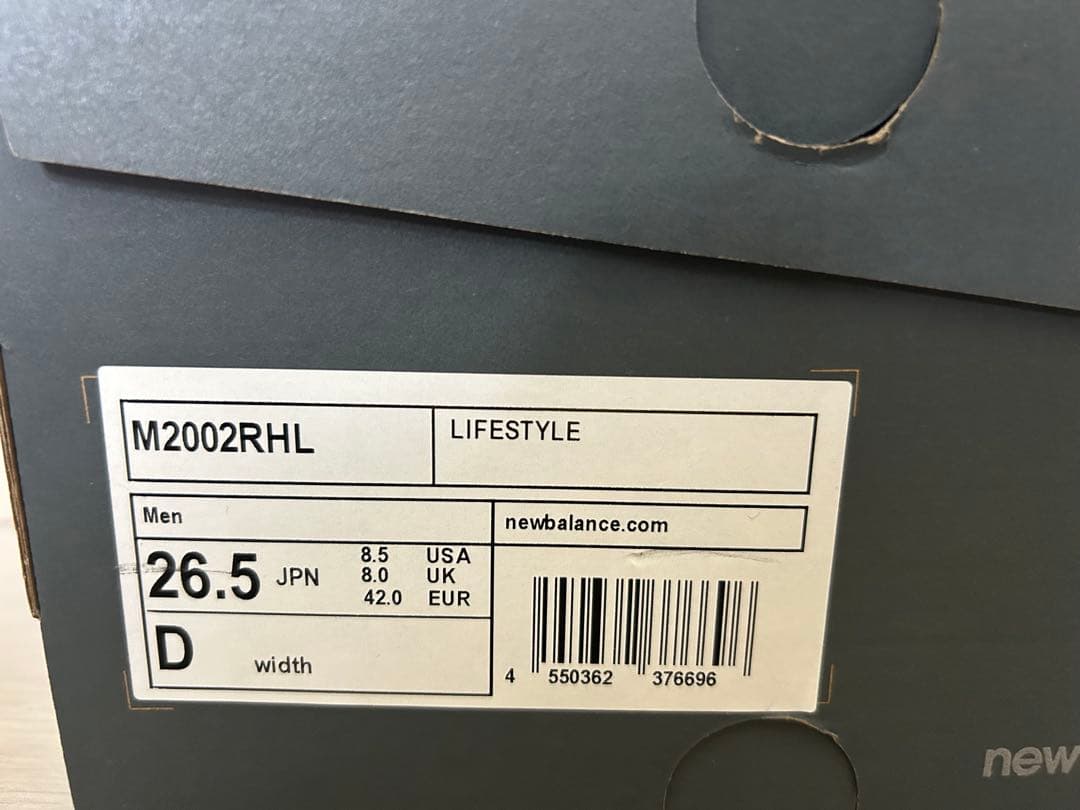 M2002RHL
LIFESTYLE
Men
newbalance.com
26.5 JPN
8.5 USA
8.0 UK
42.0 EUR
D width
4 550362 376696
new